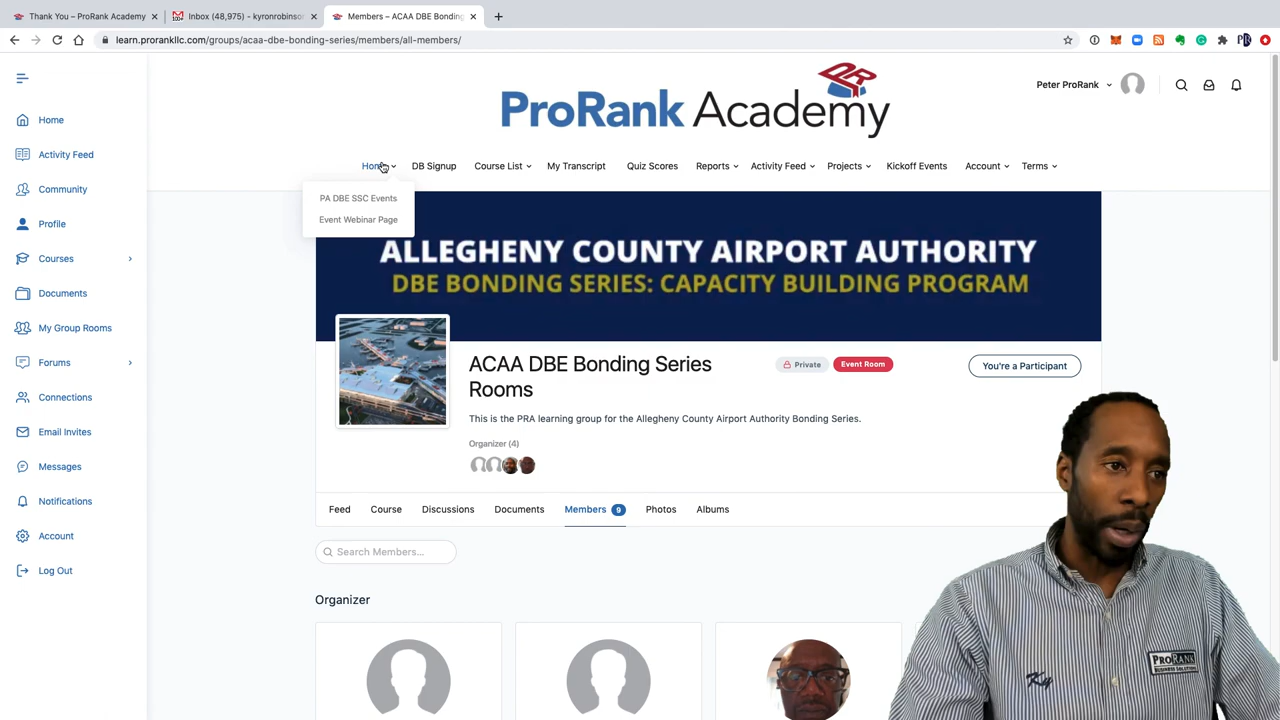 Thank You – ProRank Academy
Inbox (48,975) - kyronrobinso
Members – ACAA DBE Bonding
learn.prorankllc.com/groups/acaa-dbe-bonding-series/members/all-members/
ProRank Academy
Peter ProRank
Home
DB Signup
Course List
My Transcript
Quiz Scores
Reports
Activity Feed
Projects
Kickoff Events
Account
Terms
PA DBE SSC Events
Event Webinar Page
Home
Activity Feed
Community
Profile
Courses
Documents
My Group Rooms
Forums
Connections
Email Invites
Messages
Notifications
Account
Log Out
ALLEGHENY COUNTY AIRPORT AUTHORITY
DBE BONDING SERIES: CAPACITY BUILDING PROGRAM
ACAA DBE Bonding Series
Rooms
Private
Event Room
You're a Participant
This is the PRA learning group for the Allegheny County Airport Authority Bonding Series.
Organizer (4)
Feed
Course
Discussions
Documents
Members 9
Photos
Albums
Search Members...
Organizer
Ky
PRORANK
BUSINESS SOLUTION